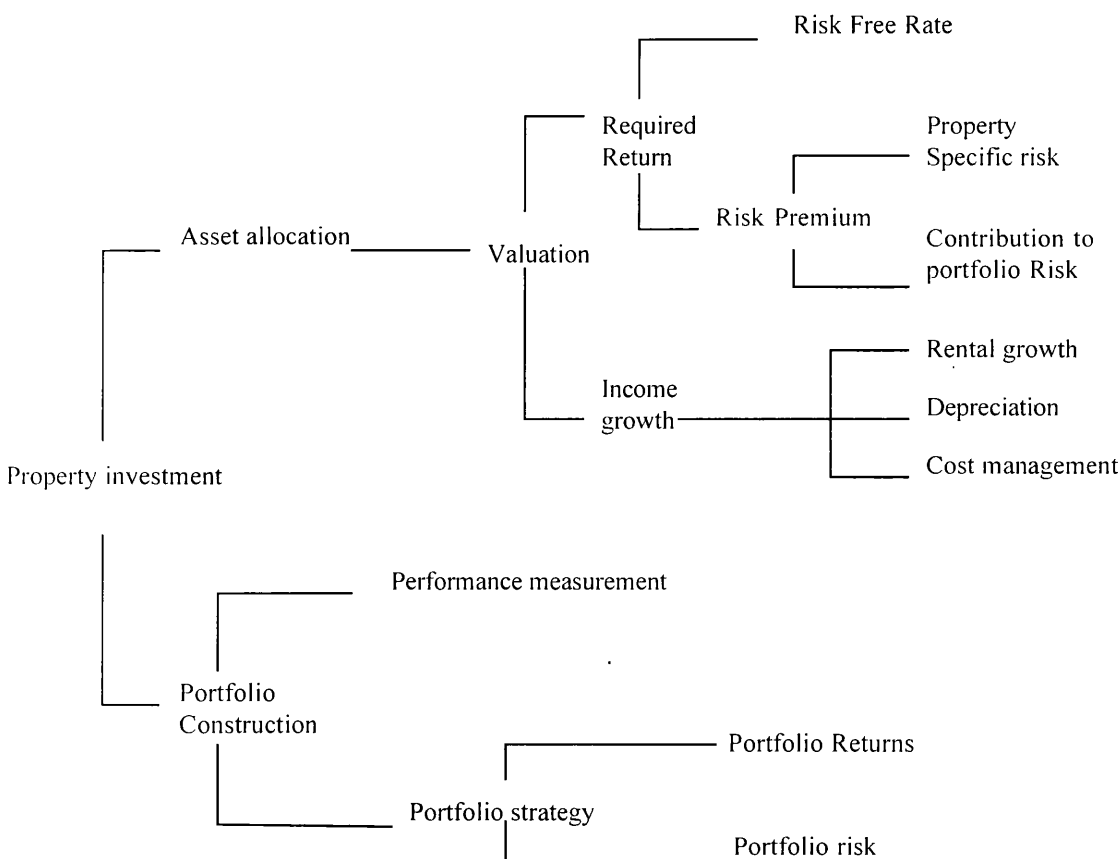 Risk Free Rate
Required
Return
Property
Specific risk
Risk Premium
Asset allocation
Valuation
Contribution to
portfolio Risk
Rental growth
Income
growth
Depreciation
Cost management
Property investment
Performance measurement
Portfolio
Construction
Portfolio Returns
Portfolio strategy
Portfolio risk